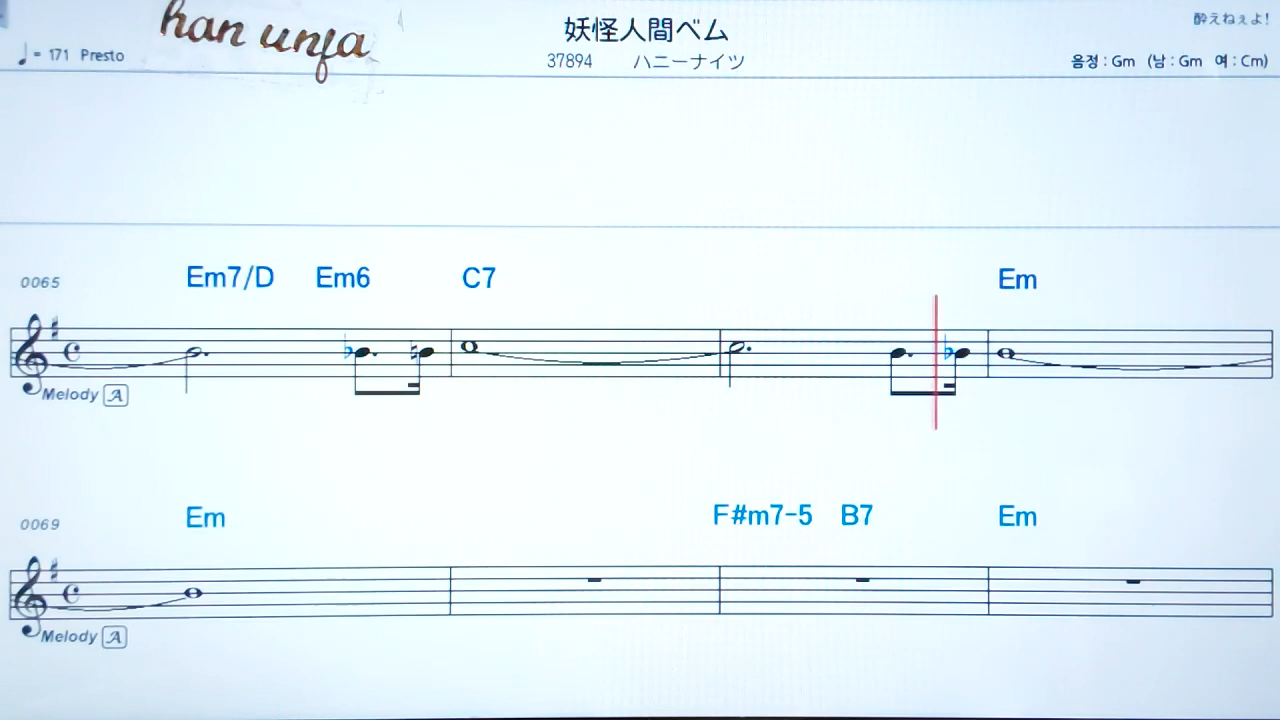 han unja
妖怪人間ベム
酔えねぇよ!
♩= 171 Presto
37894 ハニーナイツ
음정 : Gm (남 : Gm 여 : Cm)
0065 Em7/D Em6 C7 Em
Melody A
0069 Em F#m7-5 B7 Em
Melody A